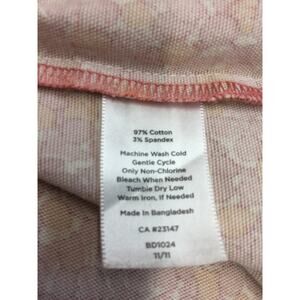 97% Cotton
3% Spandex
Machine Wash Cold
Gentle Cycle
Only Non-Chlorine
Bleach When Needed
Tumble Dry Low
Warm Iron, If Needed
Made In Bangladesh
CA #23147
BD1024
11/11